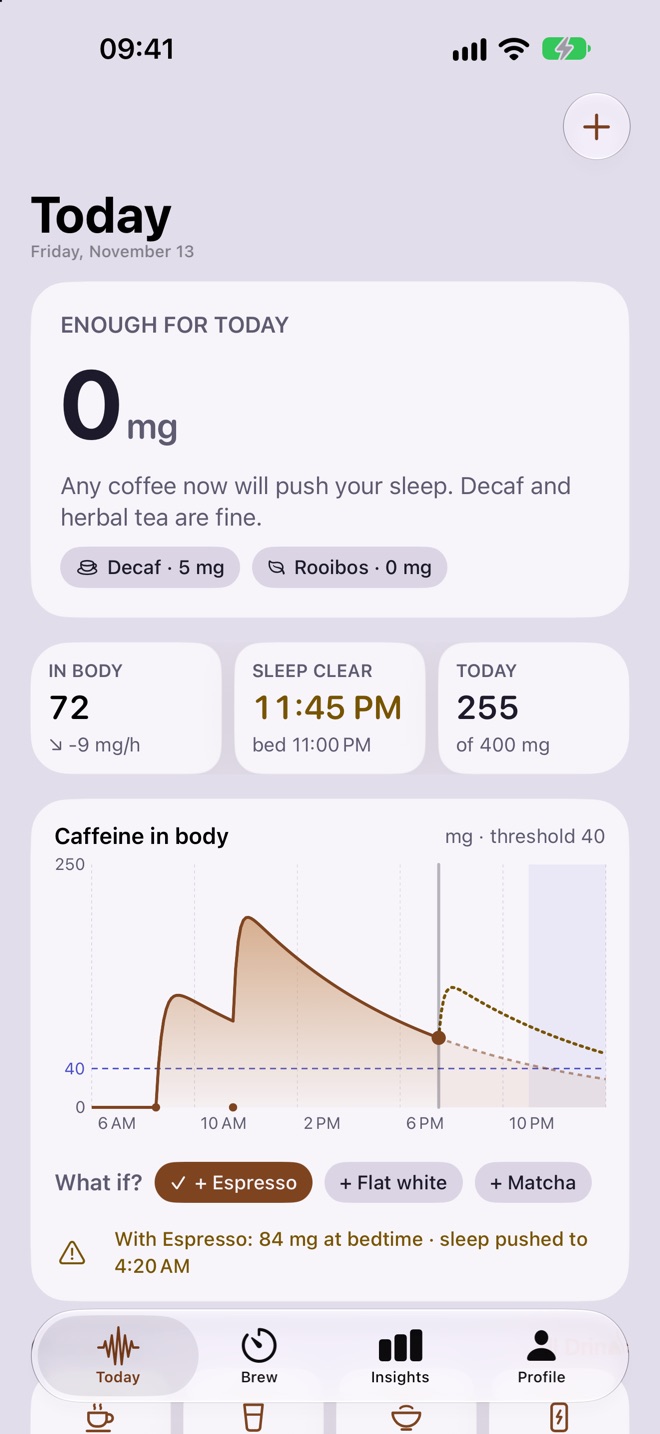 09:41
Today
Friday, November 13
ENOUGH FOR TODAY
0 mg
Any coffee now will push your sleep. Decaf and
herbal tea are fine.
Decaf · 5 mg
Rooibos · 0 mg
IN BODY
72
↘ -9 mg/h
SLEEP CLEAR
11:45 PM
bed 11:00 PM
TODAY
255
of 400 mg
Caffeine in body
mg · threshold 40
250
40
0
6 AM
10 AM
2 PM
6 PM
10 PM
What if?
+ Espresso
+ Flat white
+ Matcha
With Espresso: 84 mg at bedtime · sleep pushed to
4:20 AM
Today
Brew
Insights
Profile